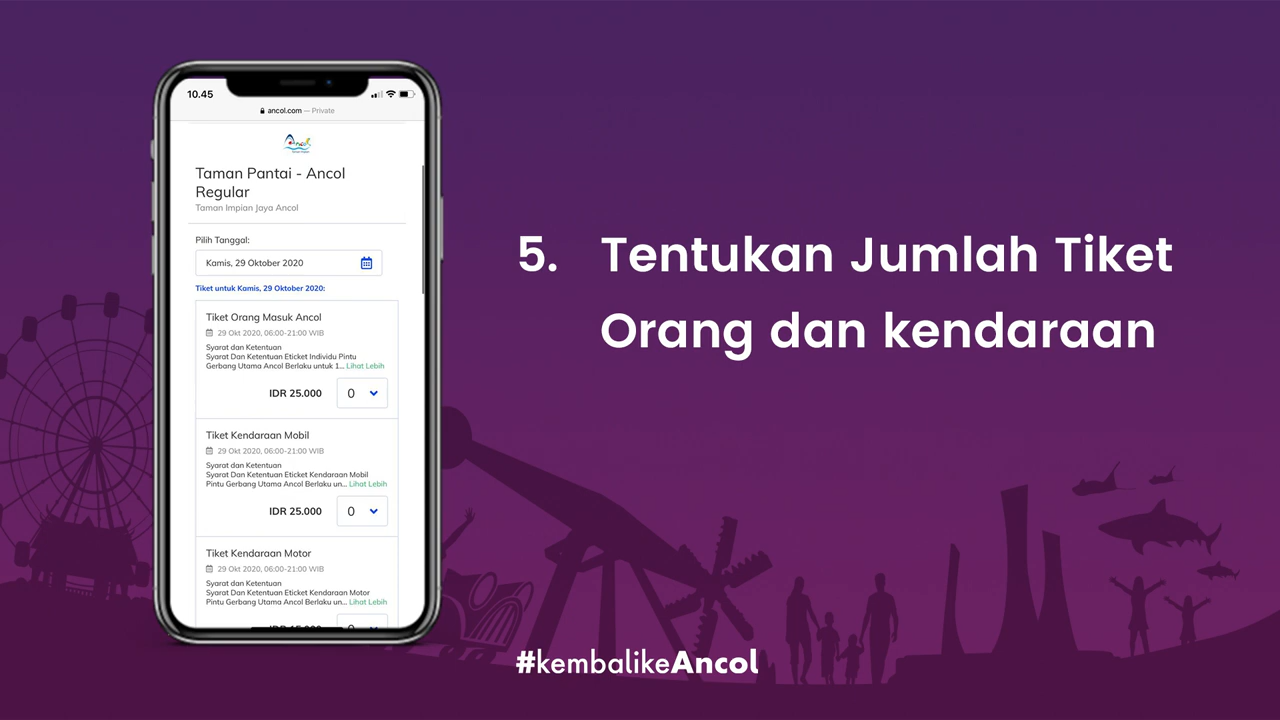 10.45
ancol.com — Private
Ancol
Taman Pantai - Ancol
Regular
Taman Impian Jaya Ancol
Pilih Tanggal:
Kamis, 29 Oktober 2020
Tiket untuk Kamis, 29 Oktober 2020:
Tiket Orang Masuk Ancol
29 Okt 2020, 06:00-21:00 WIB
Syarat dan Ketentuan
Syarat Dan Ketentuan Eticket Individu Pintu
Gerbang Utama Ancol Berlaku untuk 1... Lihat Lebih
IDR 25.000 0
Tiket Kendaraan Mobil
29 Okt 2020, 06:00-21:00 WIB
Syarat dan Ketentuan
Syarat Dan Ketentuan Eticket Kendaraan Mobil
Pintu Gerbang Utama Ancol Berlaku un... Lihat Lebih
IDR 25.000 0
Tiket Kendaraan Motor
29 Okt 2020, 06:00-21:00 WIB
Syarat dan Ketentuan
Syarat Dan Ketentuan Eticket Kendaraan Motor
Pintu Gerbang Utama Ancol Berlaku un... Lihat Lebih
5. Tentukan Jumlah Tiket
Orang dan kendaraan
#kembalikeAncol